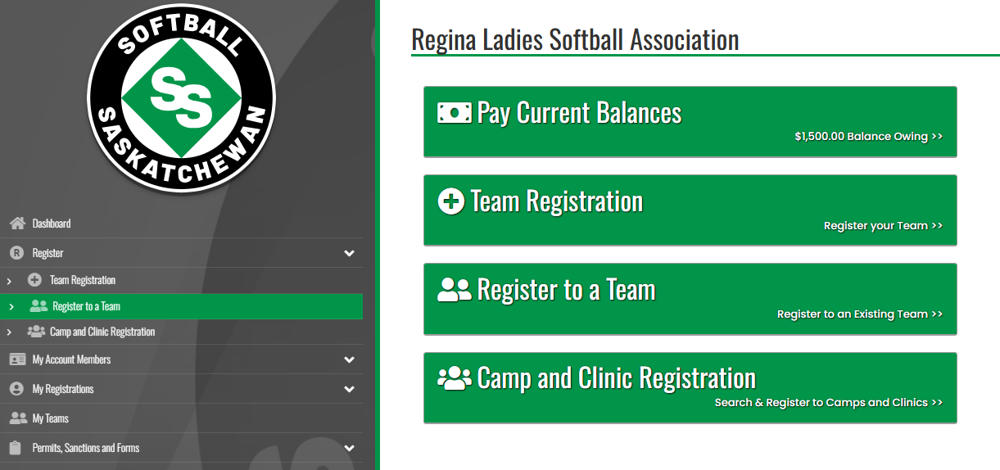 SOFTBALL
SS
SASKATCHEWAN
Dashboard
R Register
Team Registration
Register to a Team
Camp and Clinic Registration
My Account Members
My Registrations
My Teams
Permits, Sanctions and Forms
Regina Ladies Softball Association
Pay Current Balances
$1,500.00 Balance Owing >>
Team Registration
Register your Team >>
Register to a Team
Register to an Existing Team >>
Camp and Clinic Registration
Search & Register to Camps and Clinics >>